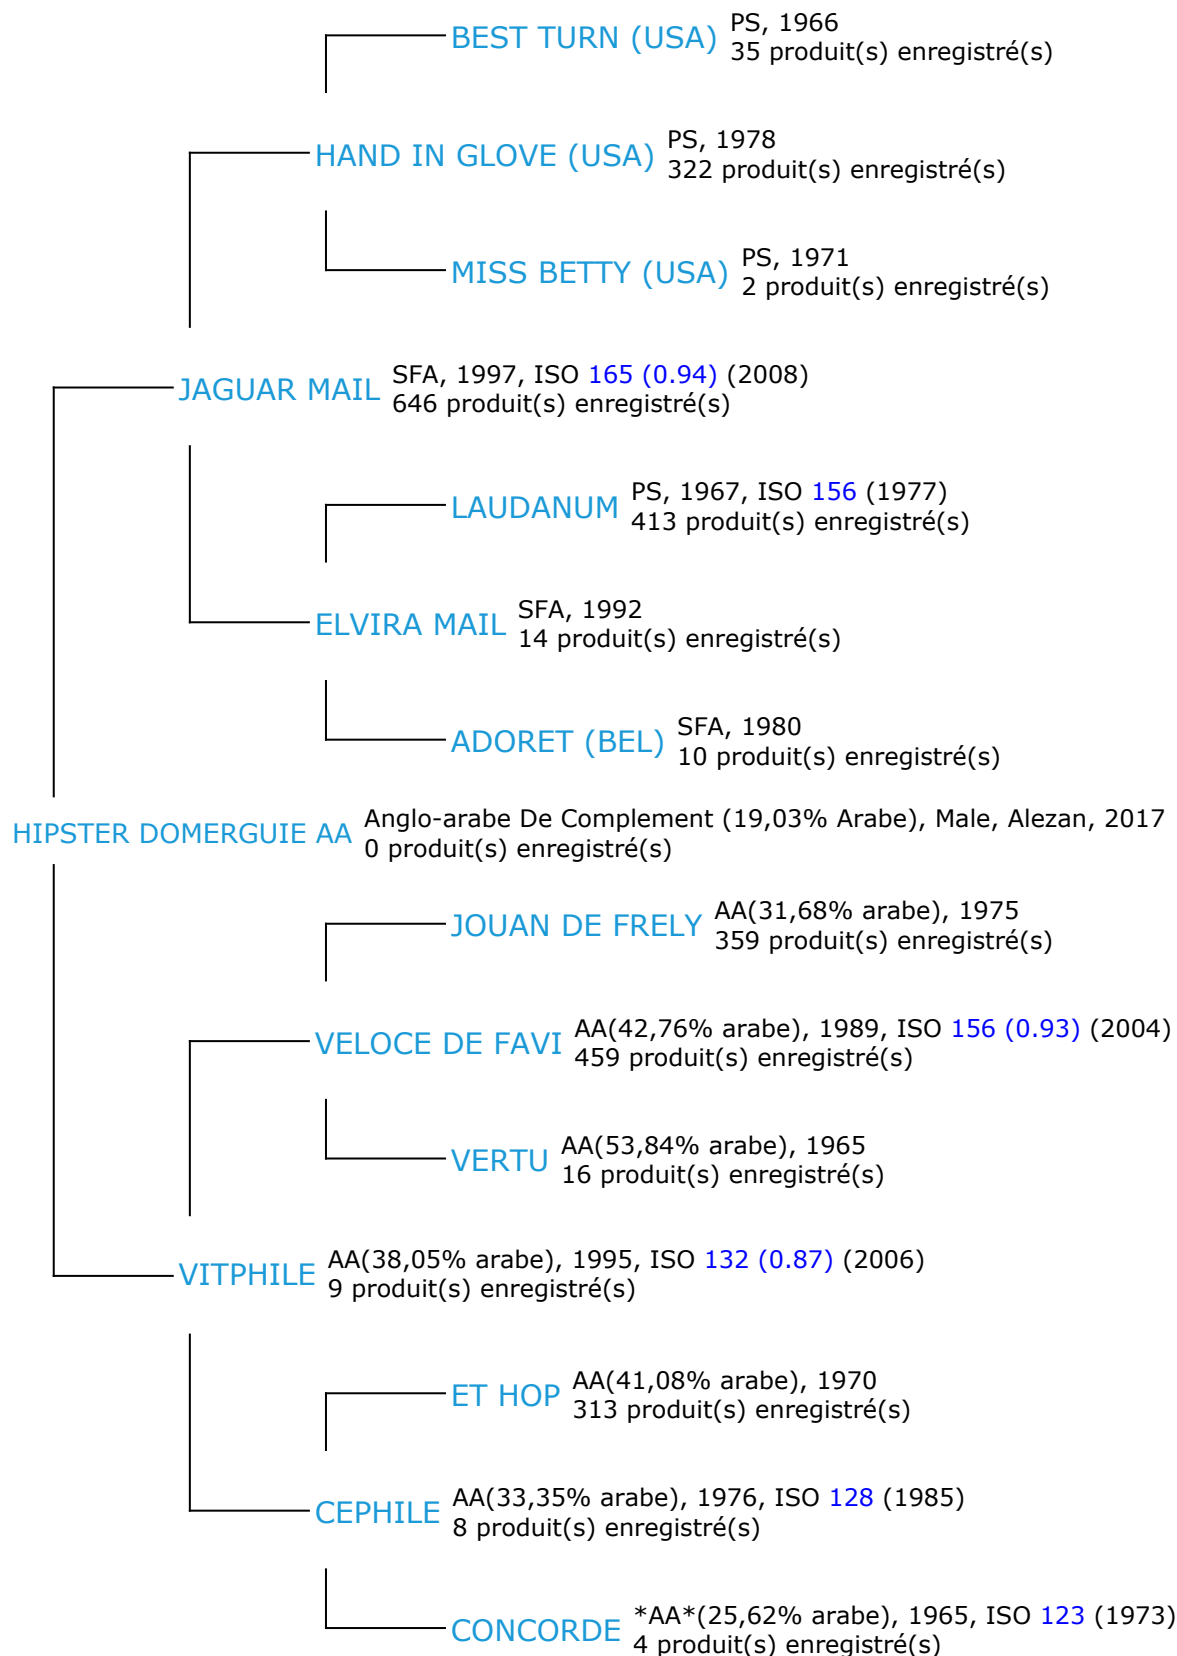 BEST TURN (USA)
PS, 1966
35 produit(s) enregistré(s)
HAND IN GLOVE (USA)
PS, 1978
322 produit(s) enregistré(s)
MISS BETTY (USA)
PS, 1971
2 produit(s) enregistré(s)
JAGUAR MAIL
SFA, 1997, ISO 165 (0.94) (2008)
646 produit(s) enregistré(s)
LAUDANUM
PS, 1967, ISO 156 (1977)
413 produit(s) enregistré(s)
ELVIRA MAIL
SFA, 1992
14 produit(s) enregistré(s)
ADORET (BEL)
SFA, 1980
10 produit(s) enregistré(s)
HIPSTER DOMERGUIE AA
Anglo-arabe De Complement (19,03% Arabe), Male, Alezan, 2017
0 produit(s) enregistré(s)
JOUAN DE FRELY
AA(31,68% arabe), 1975
359 produit(s) enregistré(s)
VELOCE DE FAVI
AA(42,76% arabe), 1989, ISO 156 (0.93) (2004)
459 produit(s) enregistré(s)
VERTU
AA(53,84% arabe), 1965
16 produit(s) enregistré(s)
VITPHILE
AA(38,05% arabe), 1995, ISO 132 (0.87) (2006)
9 produit(s) enregistré(s)
ET HOP
AA(41,08% arabe), 1970
313 produit(s) enregistré(s)
CEPHILE
AA(33,35% arabe), 1976, ISO 128 (1985)
8 produit(s) enregistré(s)
CONCORDE
*AA*(25,62% arabe), 1965, ISO 123 (1973)
4 produit(s) enregistré(s)